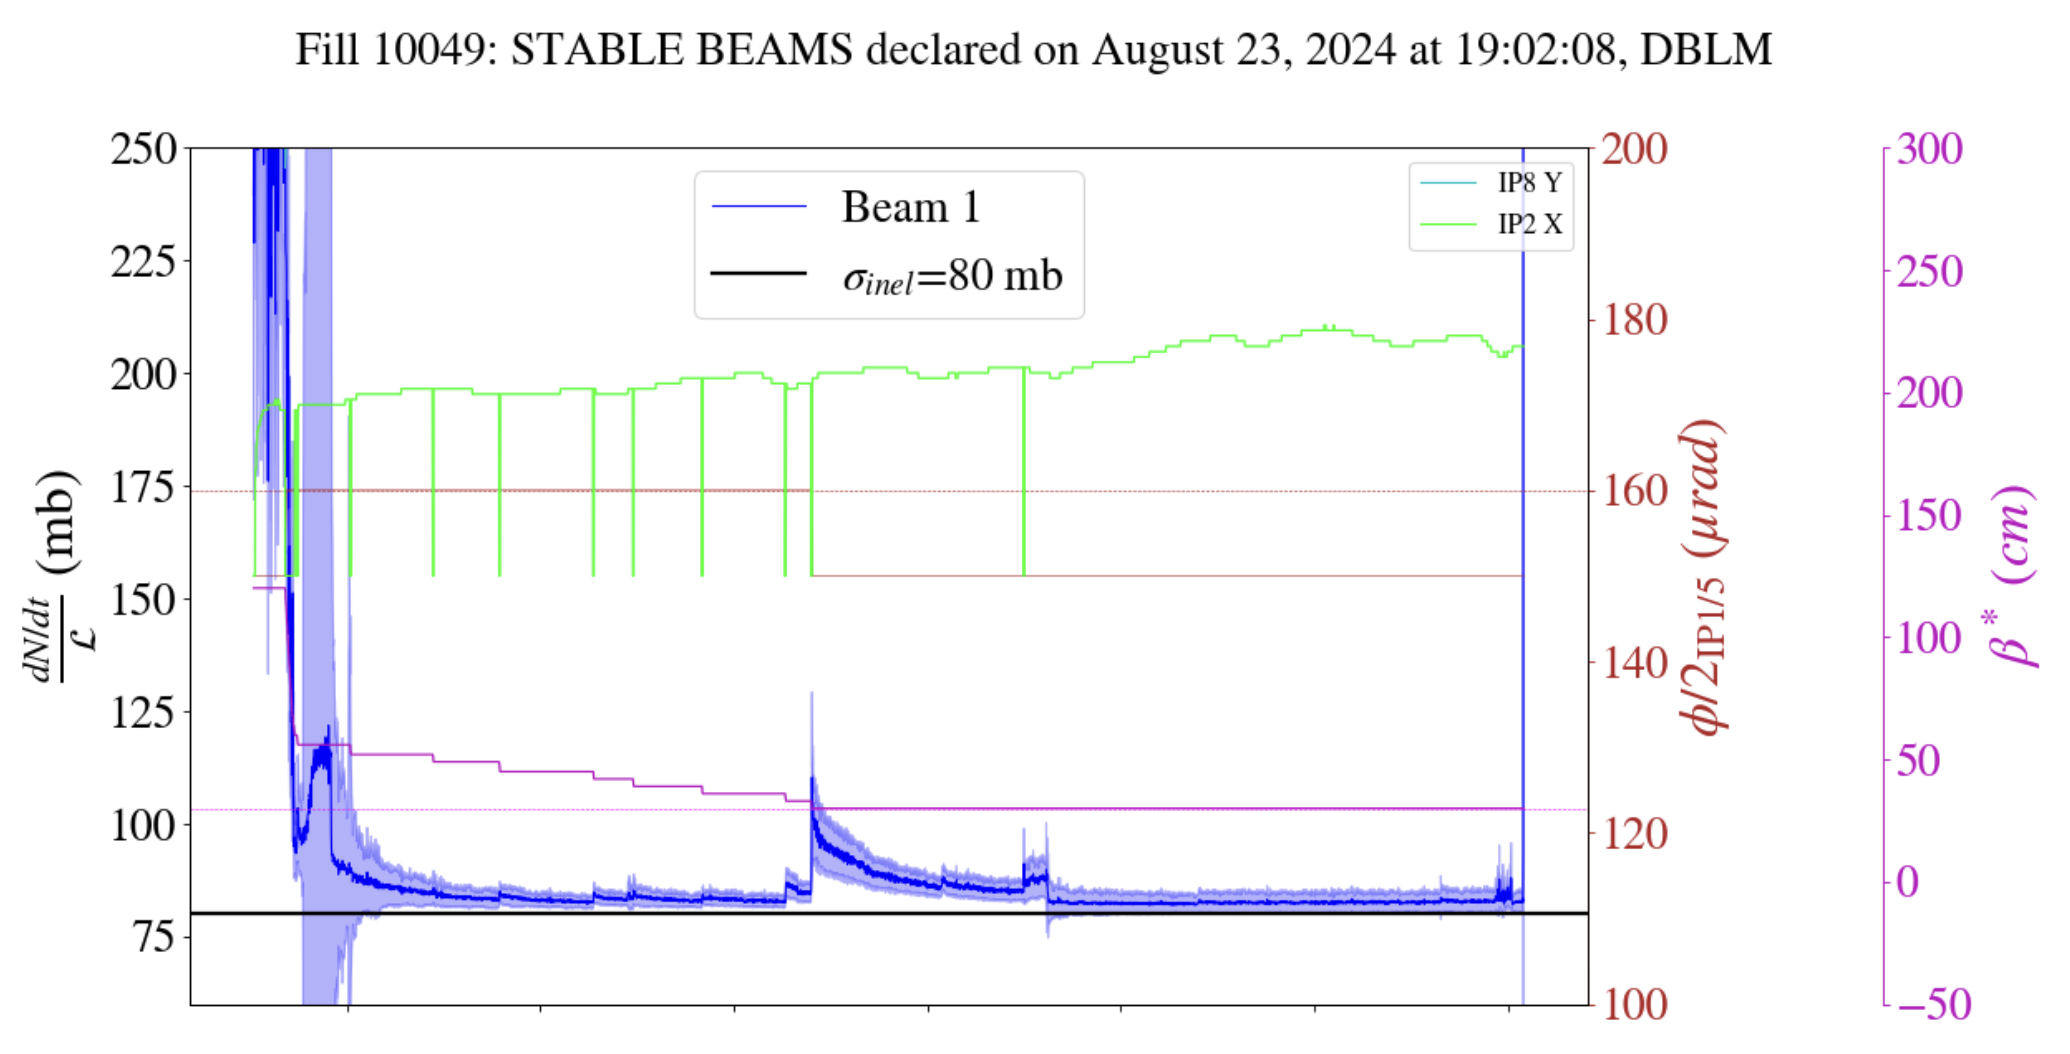 Fill 10049: STABLE BEAMS declared on August 23, 2024 at 19:02:08, DBLM
250
225
200
175
150
125
100
75
dN/dt
ℒ
(mb)
Beam 1
σinel=80 mb
IP8 Y
IP2 X
200
180
160
140
120
100
ϕ/2IP1/5 (μrad)
300
250
200
150
100
50
0
−50
β* (cm)